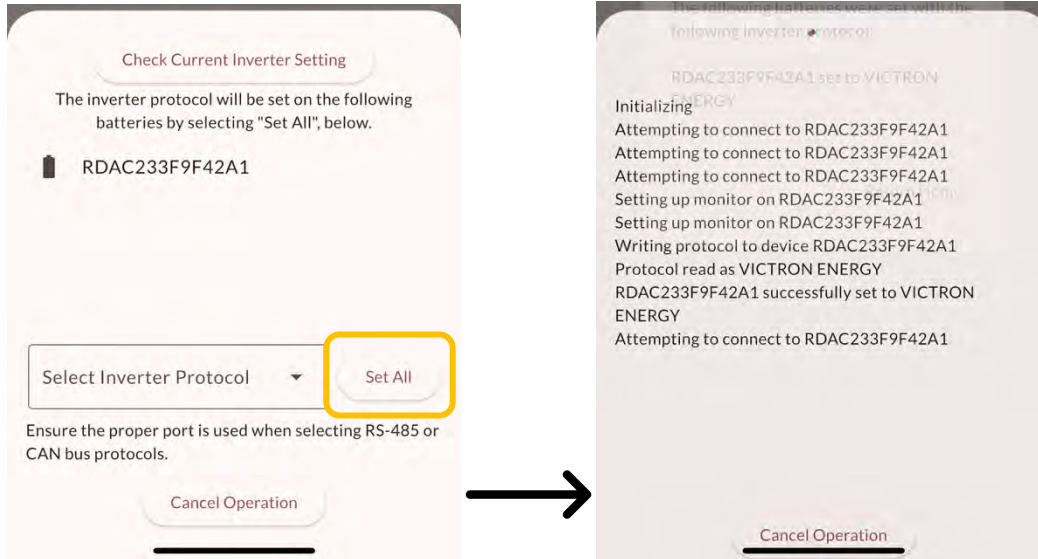 Check Current Inverter Setting
The inverter protocol will be set on the following
batteries by selecting "Set All", below.
RDAC233F9F42A1
Select Inverter Protocol
Set All
Ensure the proper port is used when selecting RS-485 or
CAN bus protocols.
Cancel Operation
The following batteries were set with the
following inverter protocol:
RDAC233F9F42A1 set to VICTRON
ENERGY
Initializing
Attempting to connect to RDAC233F9F42A1
Attempting to connect to RDAC233F9F42A1
Attempting to connect to RDAC233F9F42A1
Setting up monitor on RDAC233F9F42A1
Setting up monitor on RDAC233F9F42A1
Writing protocol to device RDAC233F9F42A1
Protocol read as VICTRON ENERGY
RDAC233F9F42A1 successfully set to VICTRON
ENERGY
Attempting to connect to RDAC233F9F42A1
Cancel Operation